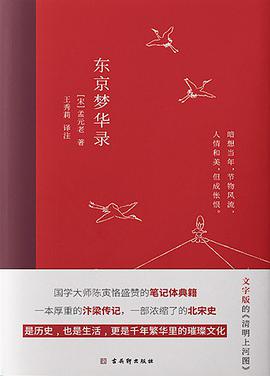 东京梦华录
[宋]孟元老 著
王秀莉 译注
暗想当年，节物风流，
人情和美，但成怅恨。
国学大师陈寅恪盛赞的笔记体典籍
一本厚重的汴梁传记，一部浓缩了的北宋史
是历史，也是生活，更是千年繁华里的璀璨文化
文字版的《清明上河图》
古吴轩出版社